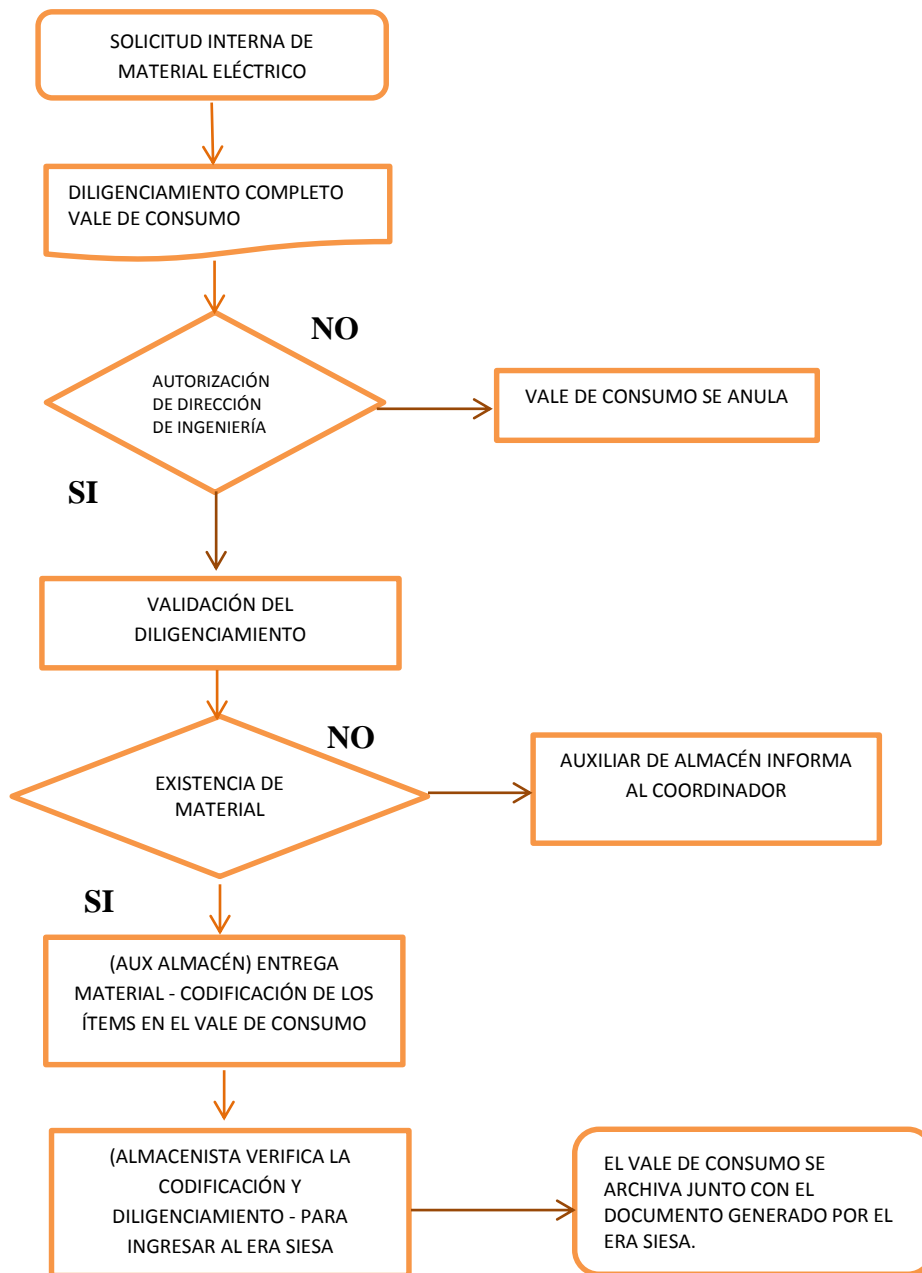 SOLICITUD INTERNA DE
MATERIAL ELÉCTRICO
DILIGENCIAMIENTO COMPLETO
VALE DE CONSUMO
NO
AUTORIZACIÓN
DE DIRECCIÓN
DE INGENIERÍA
VALE DE CONSUMO SE ANULA
SI
VALIDACIÓN DEL
DILIGENCIAMIENTO
NO
EXISTENCIA DE
MATERIAL
AUXILIAR DE ALMACÉN INFORMA
AL COORDINADOR
SI
(AUX ALMACÉN) ENTREGA
MATERIAL - CODIFICACIÓN DE LOS
ÍTEMS EN EL VALE DE CONSUMO
(ALMACENISTA VERIFICA LA
CODIFICACIÓN Y
DILIGENCIAMIENTO - PARA
INGRESAR AL ERA SIESA
EL VALE DE CONSUMO SE
ARCHIVA JUNTO CON EL
DOCUMENTO GENERADO POR EL
ERA SIESA.